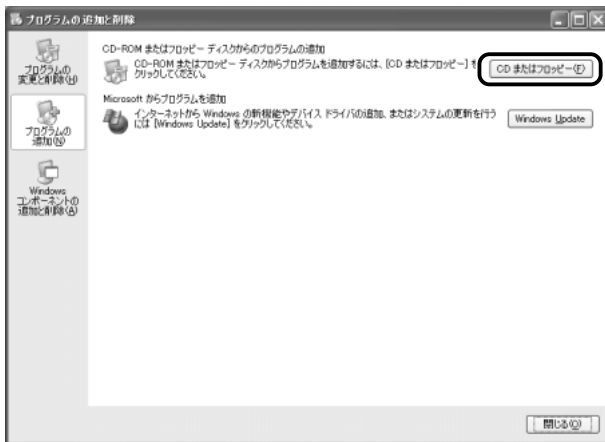 プログラムの追加と削除
プログラムの
変更と削除(H)
プログラムの
追加(N)
Windows
コンポーネントの
追加と削除(A)
CD-ROM またはフロッピー ディスクからのプログラムの追加
CD-ROM またはフロッピー ディスクからプログラムを追加するには、[CD またはフロッピー] を
クリックしてください。
CD またはフロッピー(F)
Microsoft からプログラムを追加
インターネットから Windows の新機能やデバイス ドライバの追加、またはシステムの更新を行う
には [Windows Update] をクリックしてください。
Windows Update
閉じる(O)